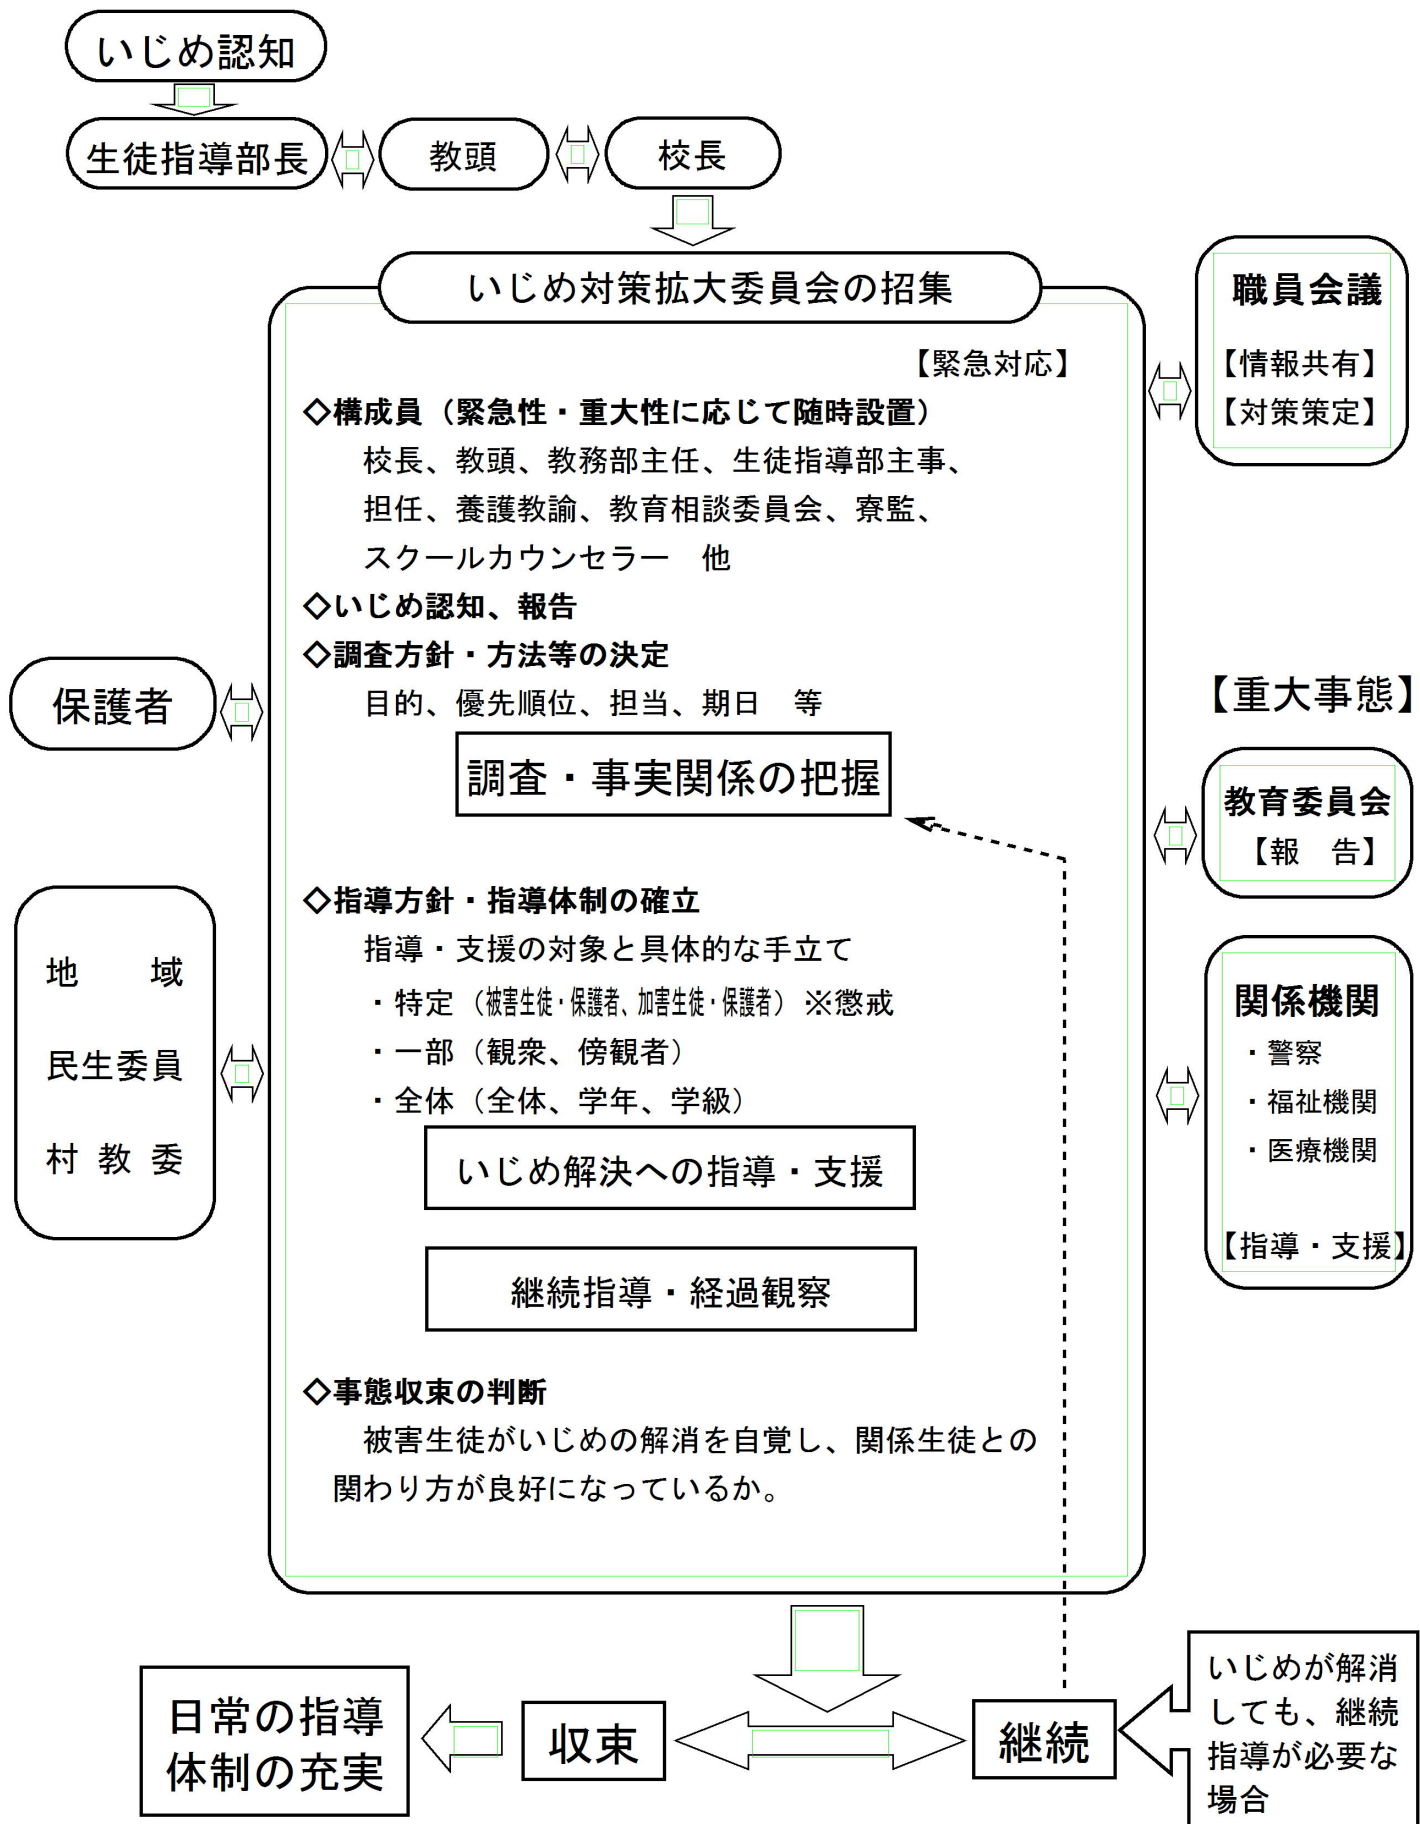 いじめ認知
生徒指導部長
教頭
校長
いじめ対策拡大委員会の招集
【緊急対応】
◇構成員（緊急性・重大性に応じて随時設置）
校長、教頭、教務部主任、生徒指導部主事、
担任、養護教諭、教育相談委員会、寮監、
スクールカウンセラー　他
◇いじめ認知、報告
◇調査方針・方法等の決定
目的、優先順位、担当、期日　等
調査・事実関係の把握
◇指導方針・指導体制の確立
指導・支援の対象と具体的な手立て
・特定（被害生徒・保護者、加害生徒・保護者）※懲戒
・一部（観衆、傍観者）
・全体（全体、学年、学級）
いじめ解決への指導・支援
継続指導・経過観察
◇事態収束の判断
被害生徒がいじめの解消を自覚し、関係生徒との
関わり方が良好になっているか。
職員会議
【情報共有】
【対策策定】
保護者
地　域
民生委員
村教委
【重大事態】
教育委員会
【報　告】
関係機関
・警察
・福祉機関
・医療機関
【指導・支援】
日常の指導
体制の充実
収束
継続
いじめが解消
しても、継続
指導が必要な
場合